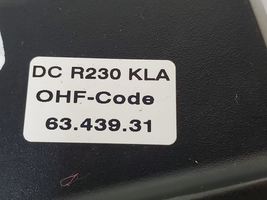 DC R230 KLA
OHF-Code
63.439.31